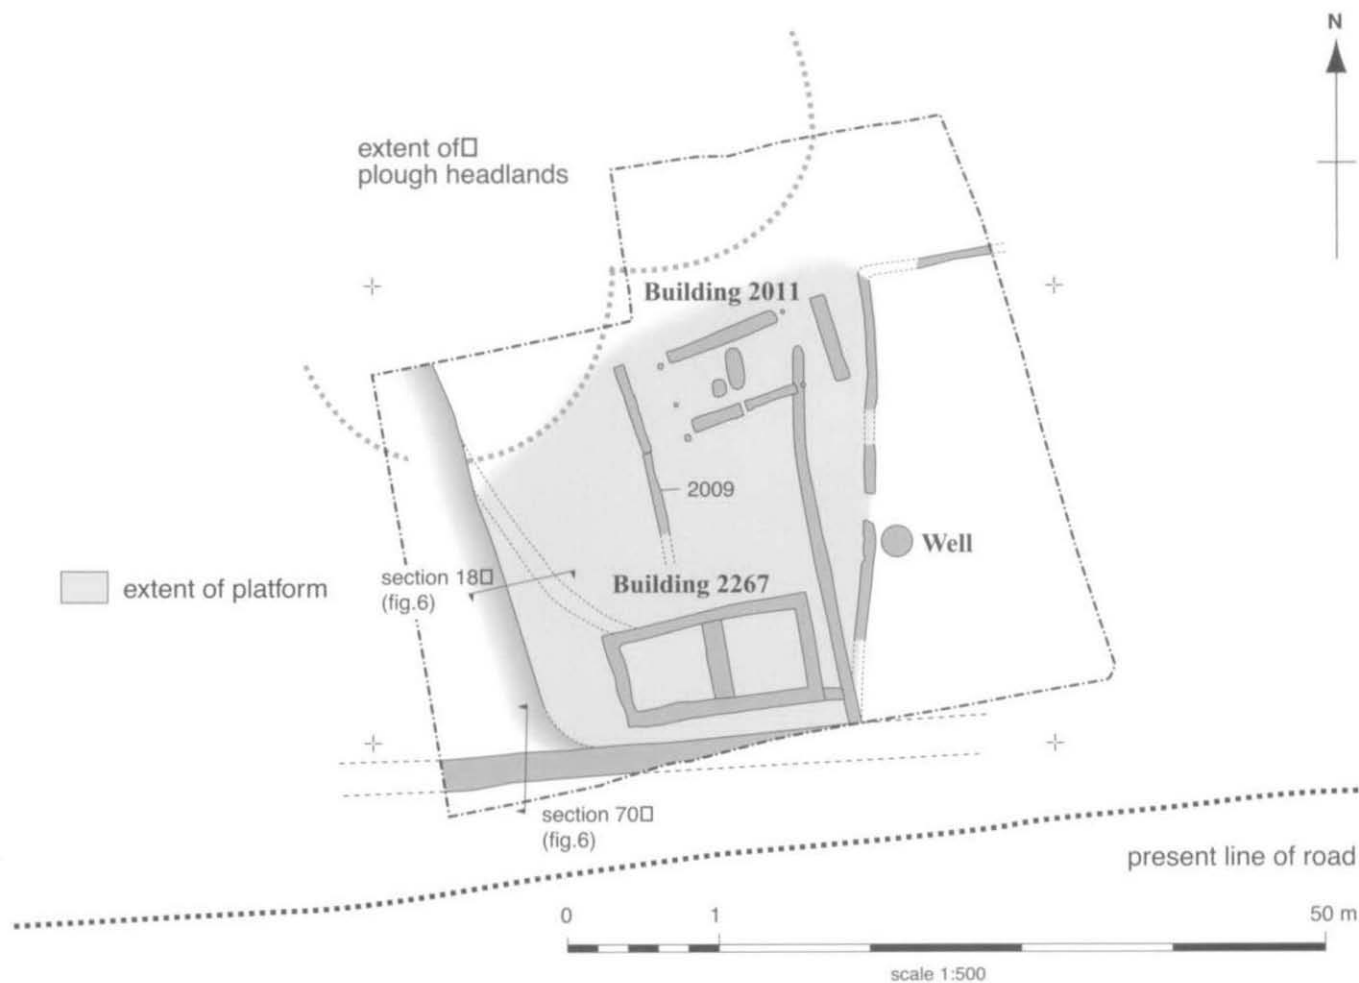 N
extent of□
plough headlands
Building 2011
2009
Well
section 18□
(fig.6)
Building 2267
extent of platform
section 70□
(fig.6)
present line of road
0 1 50 m
scale 1:500